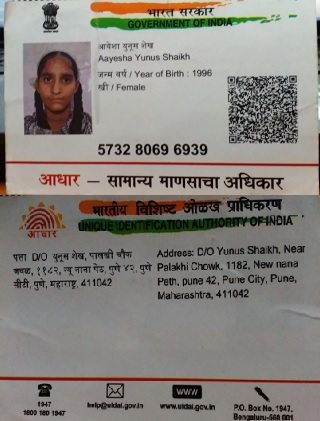 भारत सरकार
GOVERNMENT OF INDIA
आयेशा युनूस शेख
Aayesha Yunus Shaikh
जन्म वर्ष / Year of Birth : 1996
स्त्री / Female
5732 8069 6939
आधार – सामान्य माणसाचा अधिकार
भारतीय विशिष्ट ओळख प्राधिकरण
UNIQUE IDENTIFICATION AUTHORITY OF INDIA
आधार
पत्ता D/O युनूस शेख, पालखी चौक
जवळ, ११८२, न्यू नाना पेठ, पुणे ४२, पुणे
सीटी, पुणे, महाराष्ट्र, 411042
Address: D/O Yunus Shaikh, Near
Palakhi Chowk, 1182, New nana
Peth, pune 42, Pune City, Pune,
Maharashtra, 411042
1947
1800 180 1947
help@uidai.gov.in
www
www.uidai.gov.in
P.O. Box No. 1947,
Bengaluru-560 001